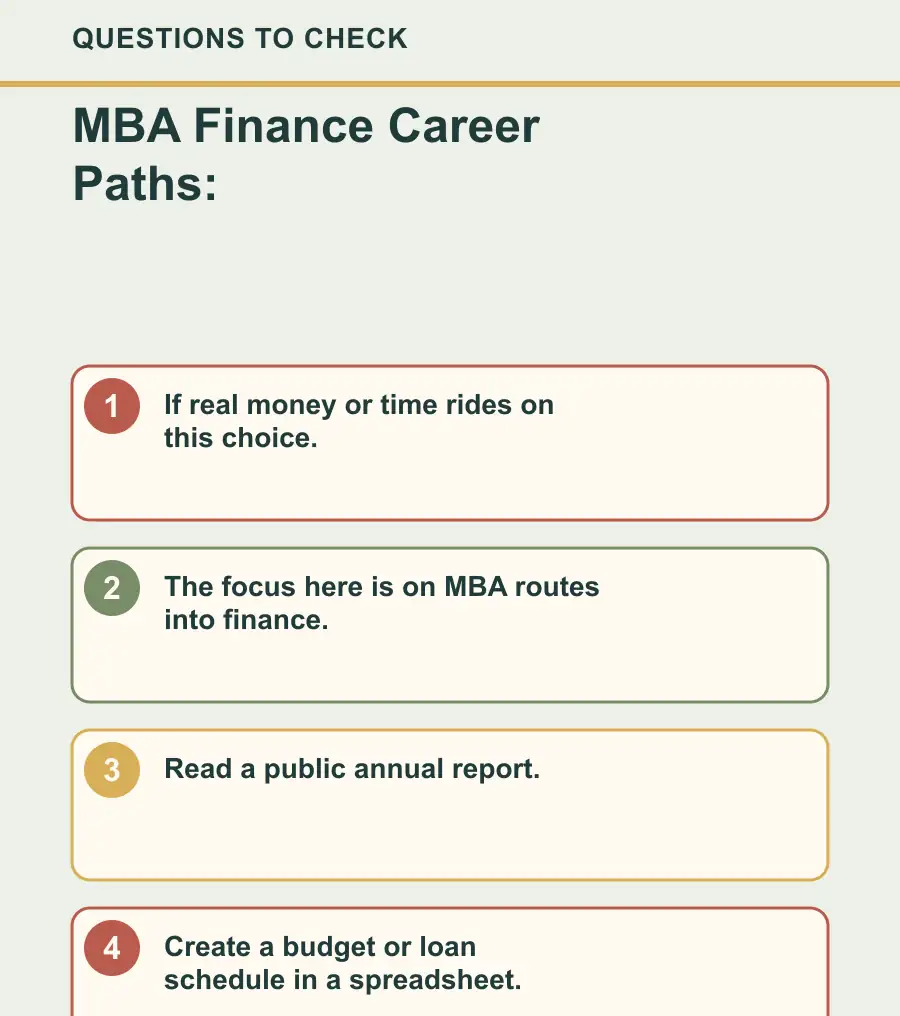 QUESTIONS TO CHECK
MBA Finance Career
Paths:
1
If real money or time rides on
this choice.
2
The focus here is on MBA routes
into finance.
3
Read a public annual report.
4
Create a budget or loan
schedule in a spreadsheet.